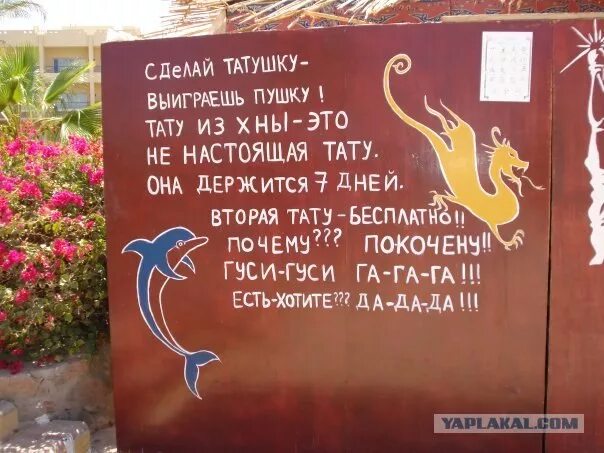 СДЕЛАЙ ТАТУШКУ-
ВЫИГРАЕШЬ ПУШКУ!
ТАТУ ИЗ ХНЫ-ЭТО
НЕ НАСТОЯЩАЯ ТАТУ.
ОНА ДЕРЖИТСЯ 7 ДНЕЙ.
ВТОРАЯ ТАТУ-БЕСПЛАТНО!!
ПОЧЕМУ??? ПОКОЧЕНУ!!
ГУСИ-ГУСИ ГА-ГА-ГА!!!
ЕСТЬ-ХОТИТЕ??? ДА-ДА-ДА!!!
YAPLAKAL.COM